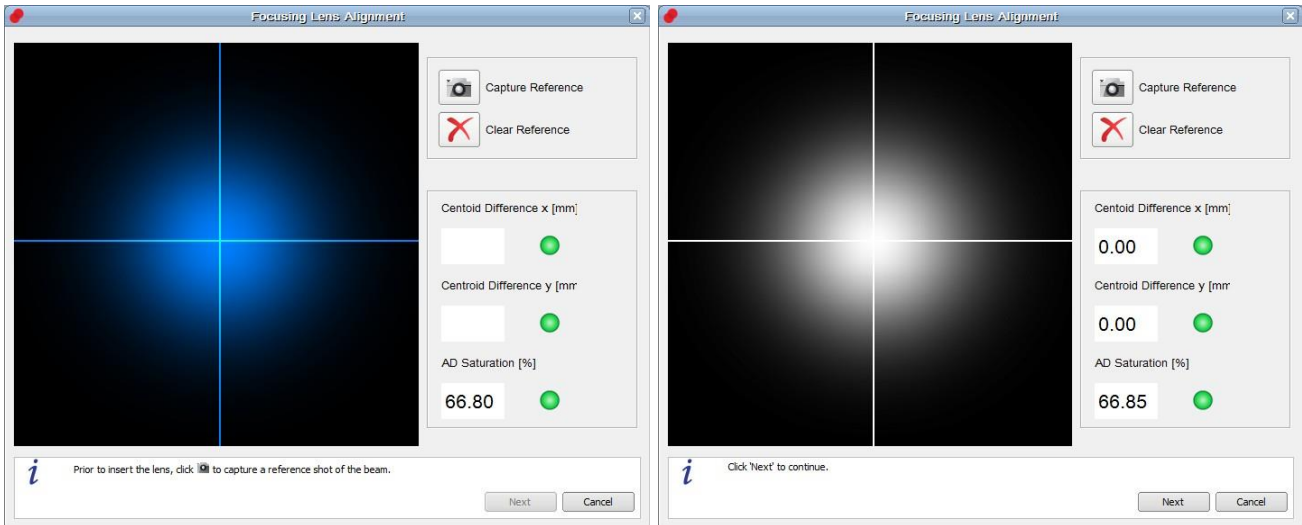 Focusing Lens Alignment
Capture Reference
Clear Reference
Centoid Difference x [mm]
Centroid Difference y [mm
AD Saturation [%]
66.80
i
Prior to insert the lens, click to capture a reference shot of the beam.
Next
Cancel
Focusing Lens Alignment
Capture Reference
Clear Reference
Centoid Difference x [mm]
0.00
Centroid Difference y [mm
0.00
AD Saturation [%]
66.85
i
Click 'Next' to continue.
Next
Cancel